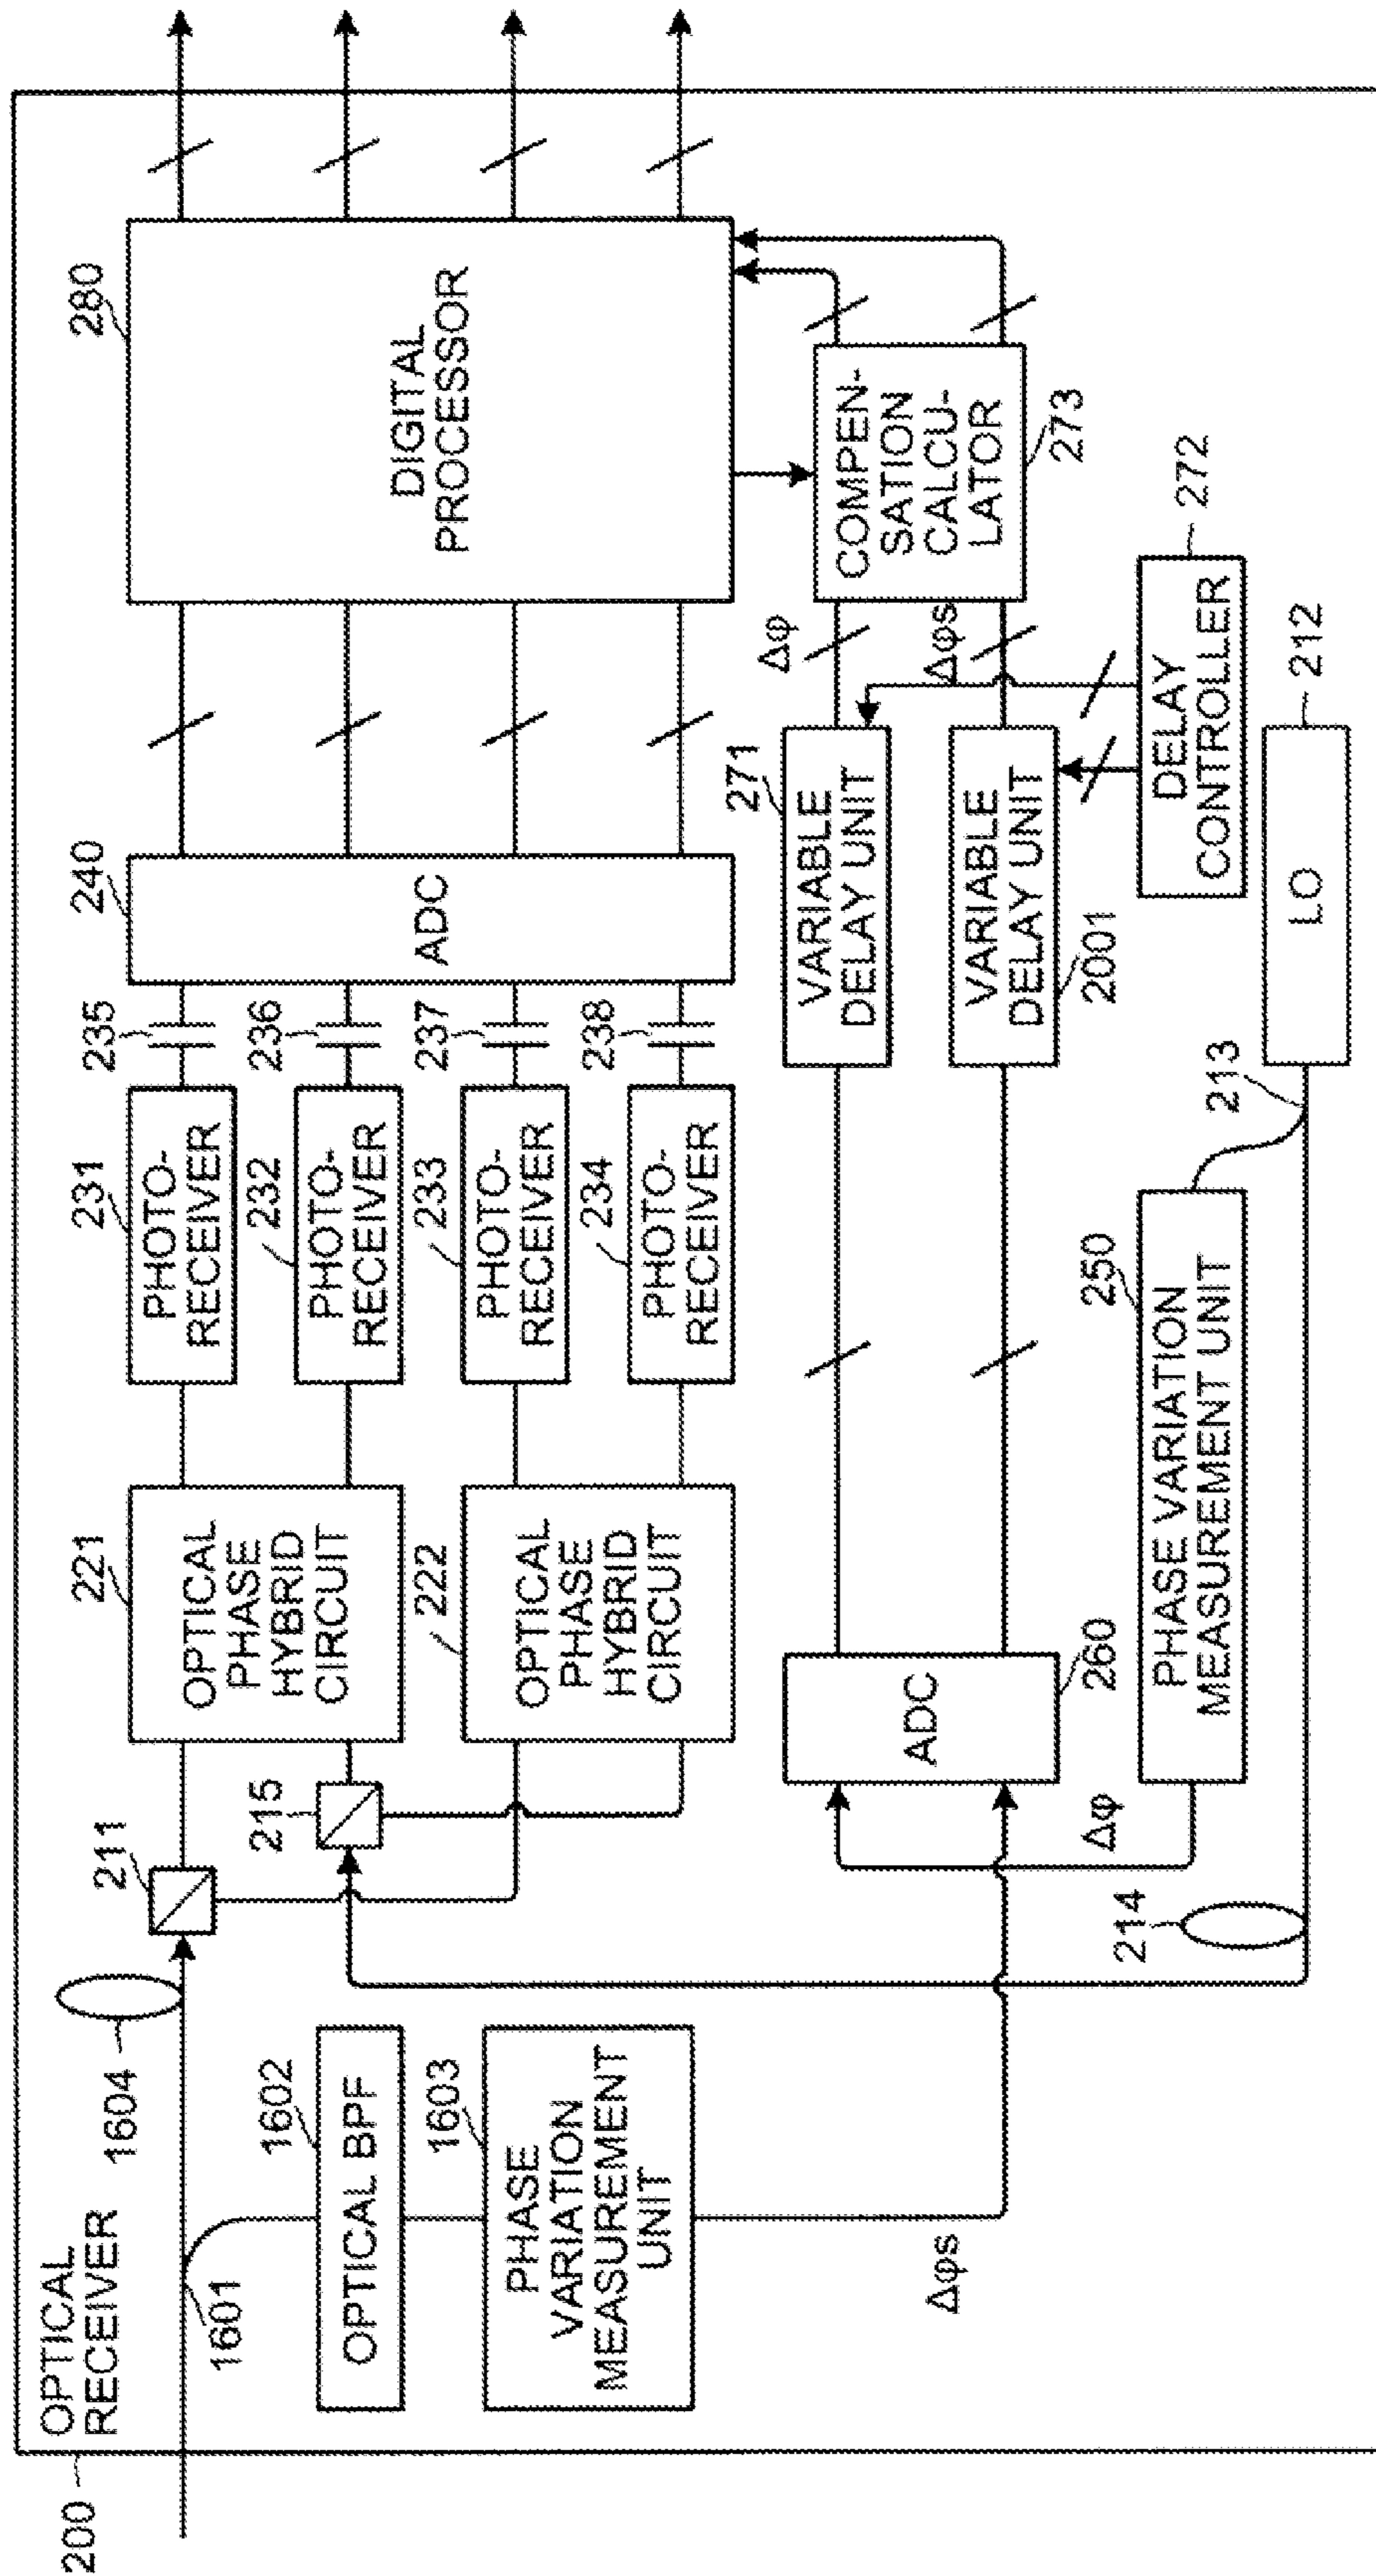 OPTICAL
RECEIVER
200
1601
1604
OPTICAL BPF
1602
PHASE
VARIATION
MEASUREMENT
UNIT
1603
Δφs
211
215
OPTICAL
PHASE
HYBRID
CIRCUIT
221
OPTICAL
PHASE
HYBRID
CIRCUIT
222
PHOTO-
RECEIVER
231
PHOTO-
RECEIVER
232
PHOTO-
RECEIVER
233
PHOTO-
RECEIVER
234
235
236
237
238
ADC
240
DIGITAL
PROCESSOR
280
ADC
260
Δφ
214
PHASE VARIATION
MEASUREMENT UNIT
250
213
LO
212
VARIABLE
DELAY UNIT
271
VARIABLE
DELAY UNIT
2001
Δφ
Δφs
COMPEN-
SATION
CALCU-
LATOR
273
DELAY
CONTROLLER
272